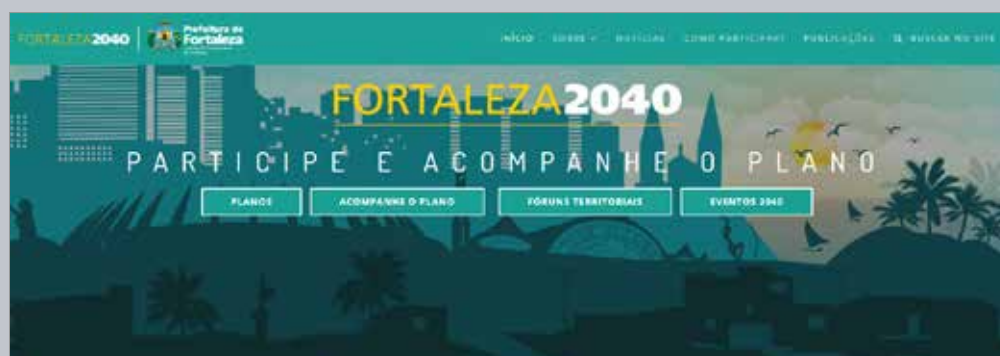 FORTALEZA2040
Prefeitura de
Fortaleza
INÍCIO SOBRE NOTÍCIAS COMO PARTICIPAR PUBLICAÇÕES BUSCAR NO SITE
FORTALEZA2040
PARTICIPE E ACOMPANHE O PLANO
PLANOS ACOMPANHE O PLANO FÓRUNS TERRITORIAIS EVENTOS 2040